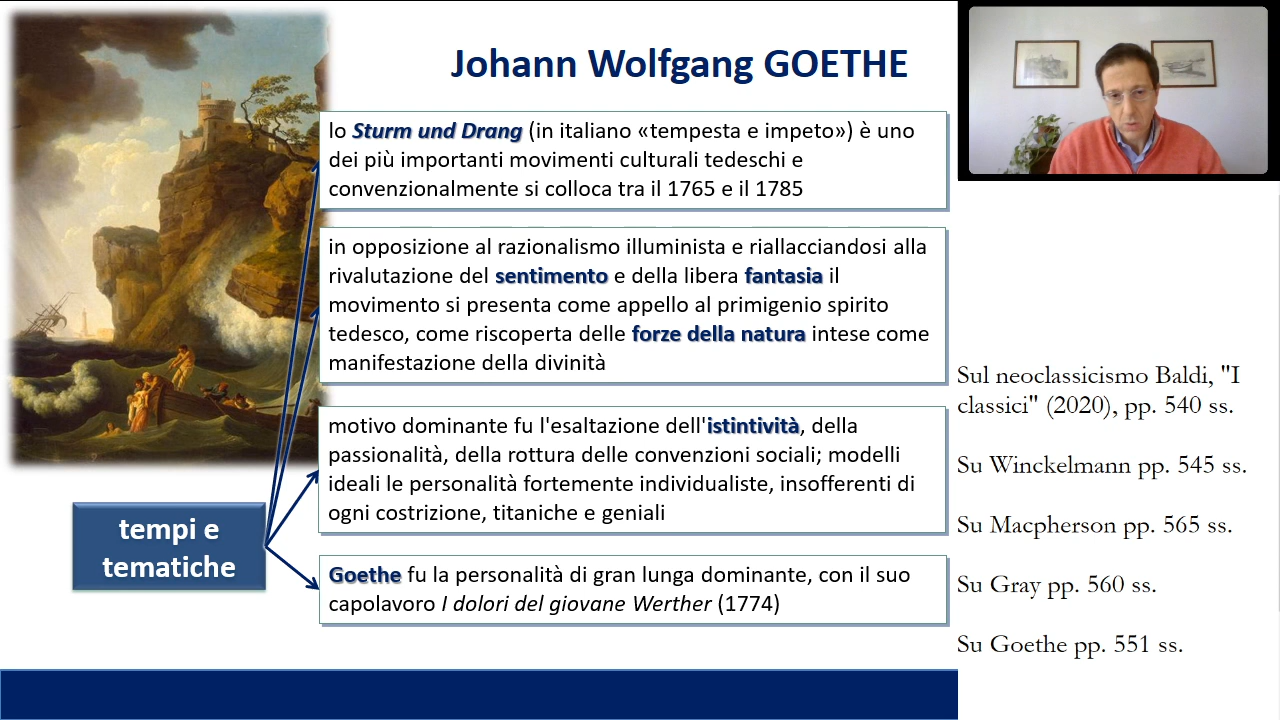 Johann Wolfgang GOETHE
lo Sturm und Drang (in italiano «tempesta e impeto») è uno
dei più importanti movimenti culturali tedeschi e
convenzionalmente si colloca tra il 1765 e il 1785
in opposizione al razionalismo illuminista e riallacciandosi alla
rivalutazione del sentimento e della libera fantasia il
movimento si presenta come appello al primigenio spirito
tedesco, come riscoperta delle forze della natura intese come
manifestazione della divinità
motivo dominante fu l'esaltazione dell'istintività, della
passionalità, della rottura delle convenzioni sociali; modelli
ideali le personalità fortemente individualiste, insofferenti di
ogni costrizione, titaniche e geniali
tempi e
tematiche
Goethe fu la personalità di gran lunga dominante, con il suo
capolavoro I dolori del giovane Werther (1774)
Sul neoclassicismo Baldi, "I
classici" (2020), pp. 540 ss.
Su Winckelmann pp. 545 ss.
Su Macpherson pp. 565 ss.
Su Gray pp. 560 ss.
Su Goethe pp. 551 ss.